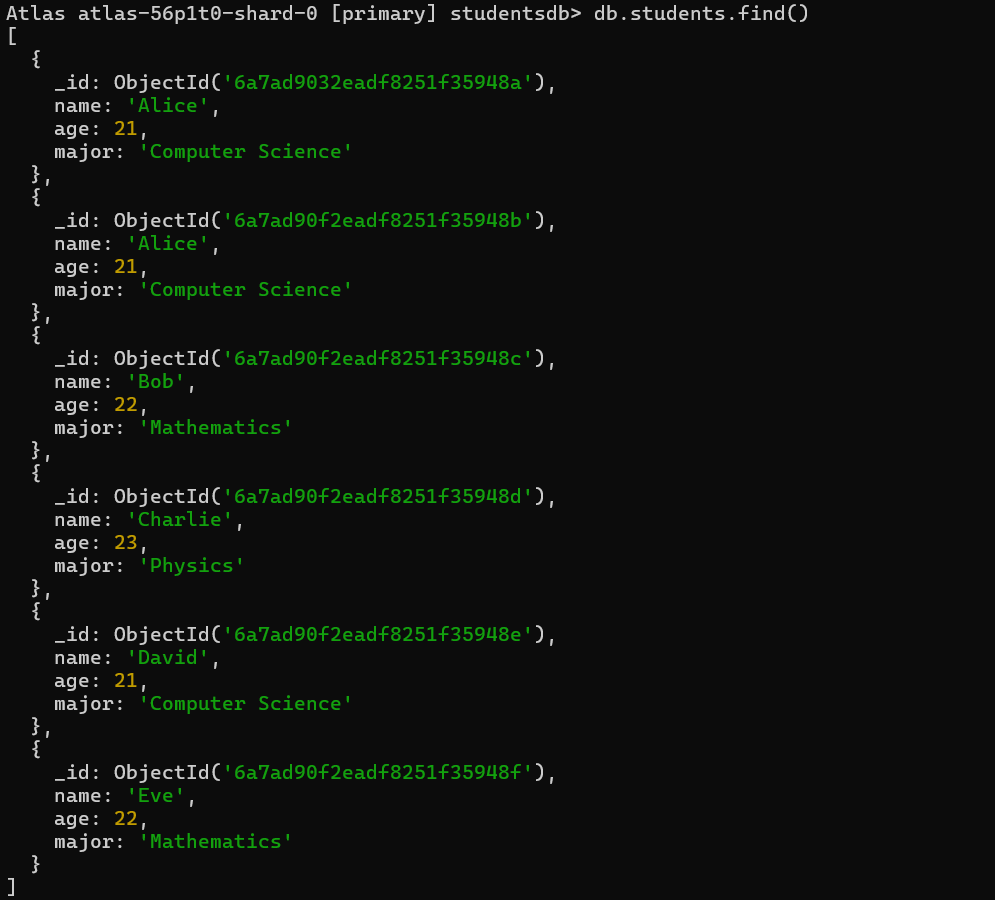 Atlas atlas-56p1t0-shard-0 [primary] studentsdb> db.students.find()
[
  {
    _id: ObjectId('6a7ad9032eadf8251f35948a'),
    name: 'Alice',
    age: 21,
    major: 'Computer Science'
  },
  {
    _id: ObjectId('6a7ad90f2eadf8251f35948b'),
    name: 'Alice',
    age: 21,
    major: 'Computer Science'
  },
  {
    _id: ObjectId('6a7ad90f2eadf8251f35948c'),
    name: 'Bob',
    age: 22,
    major: 'Mathematics'
  },
  {
    _id: ObjectId('6a7ad90f2eadf8251f35948d'),
    name: 'Charlie',
    age: 23,
    major: 'Physics'
  },
  {
    _id: ObjectId('6a7ad90f2eadf8251f35948e'),
    name: 'David',
    age: 21,
    major: 'Computer Science'
  },
  {
    _id: ObjectId('6a7ad90f2eadf8251f35948f'),
    name: 'Eve',
    age: 22,
    major: 'Mathematics'
  }
]